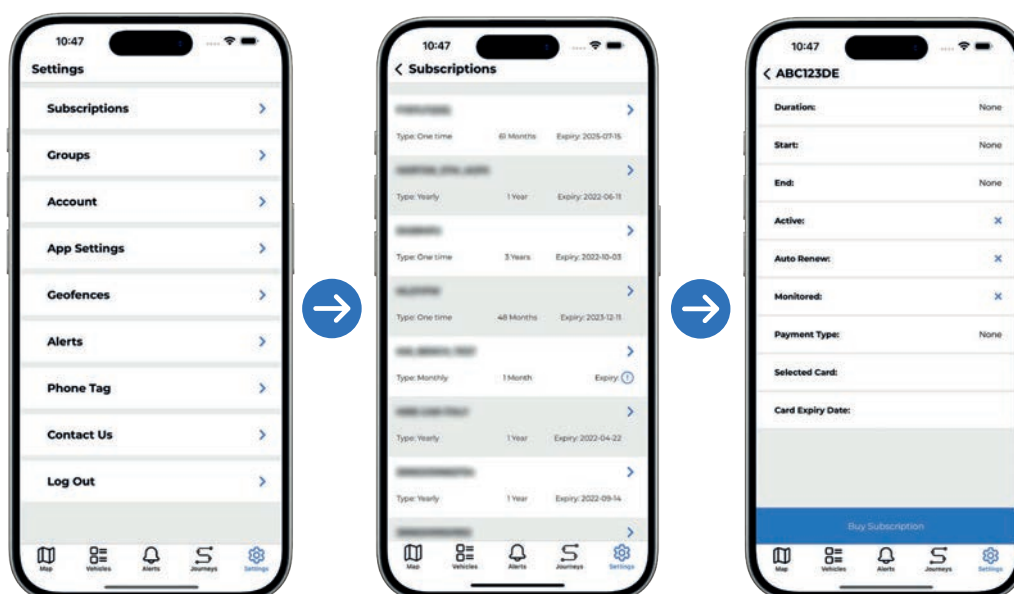 10:47
Settings
Subscriptions
Groups
Account
App Settings
Geofences
Alerts
Phone Tag
Contact Us
Log Out
Map Vehicles Alerts Journeys Settings
10:47
Subscriptions
Type: One time 61 Months Expiry: 2025-07-15
Type: Yearly 1 Year Expiry: 2022-06-11
Type: One time 3 Years Expiry: 2022-10-03
Type: One time 48 Months Expiry: 2023-12-11
Type: Monthly 1 Month Expiry:
Type: Yearly 1 Year Expiry: 2022-04-22
Type: Yearly 1 Year Expiry: 2022-09-14
Map Vehicles Alerts Journeys Settings
10:47
ABC123DE
Duration: None
Start: None
End: None
Active:
Auto Renew:
Monitored:
Payment Type: None
Selected Card:
Card Expiry Date:
Buy Subscription
Map Vehicles Alerts Journeys Settings